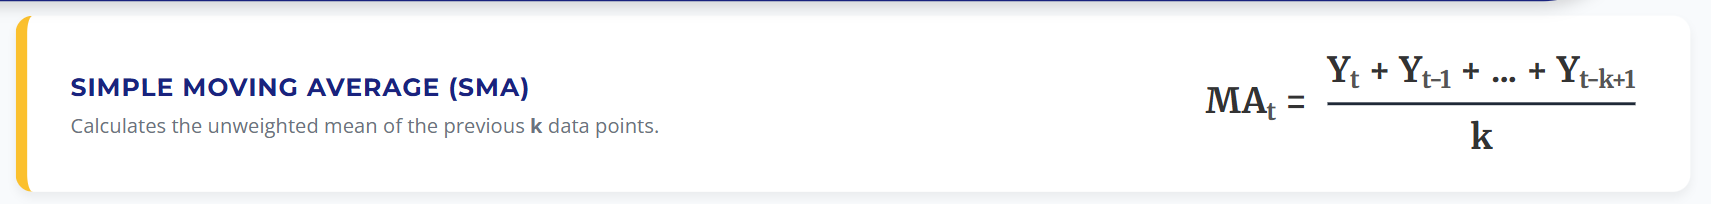 SIMPLE MOVING AVERAGE (SMA)
Calculates the unweighted mean of the previous k data points.
MAt = Yt + Yt-1 + ... + Yt-k+1
k